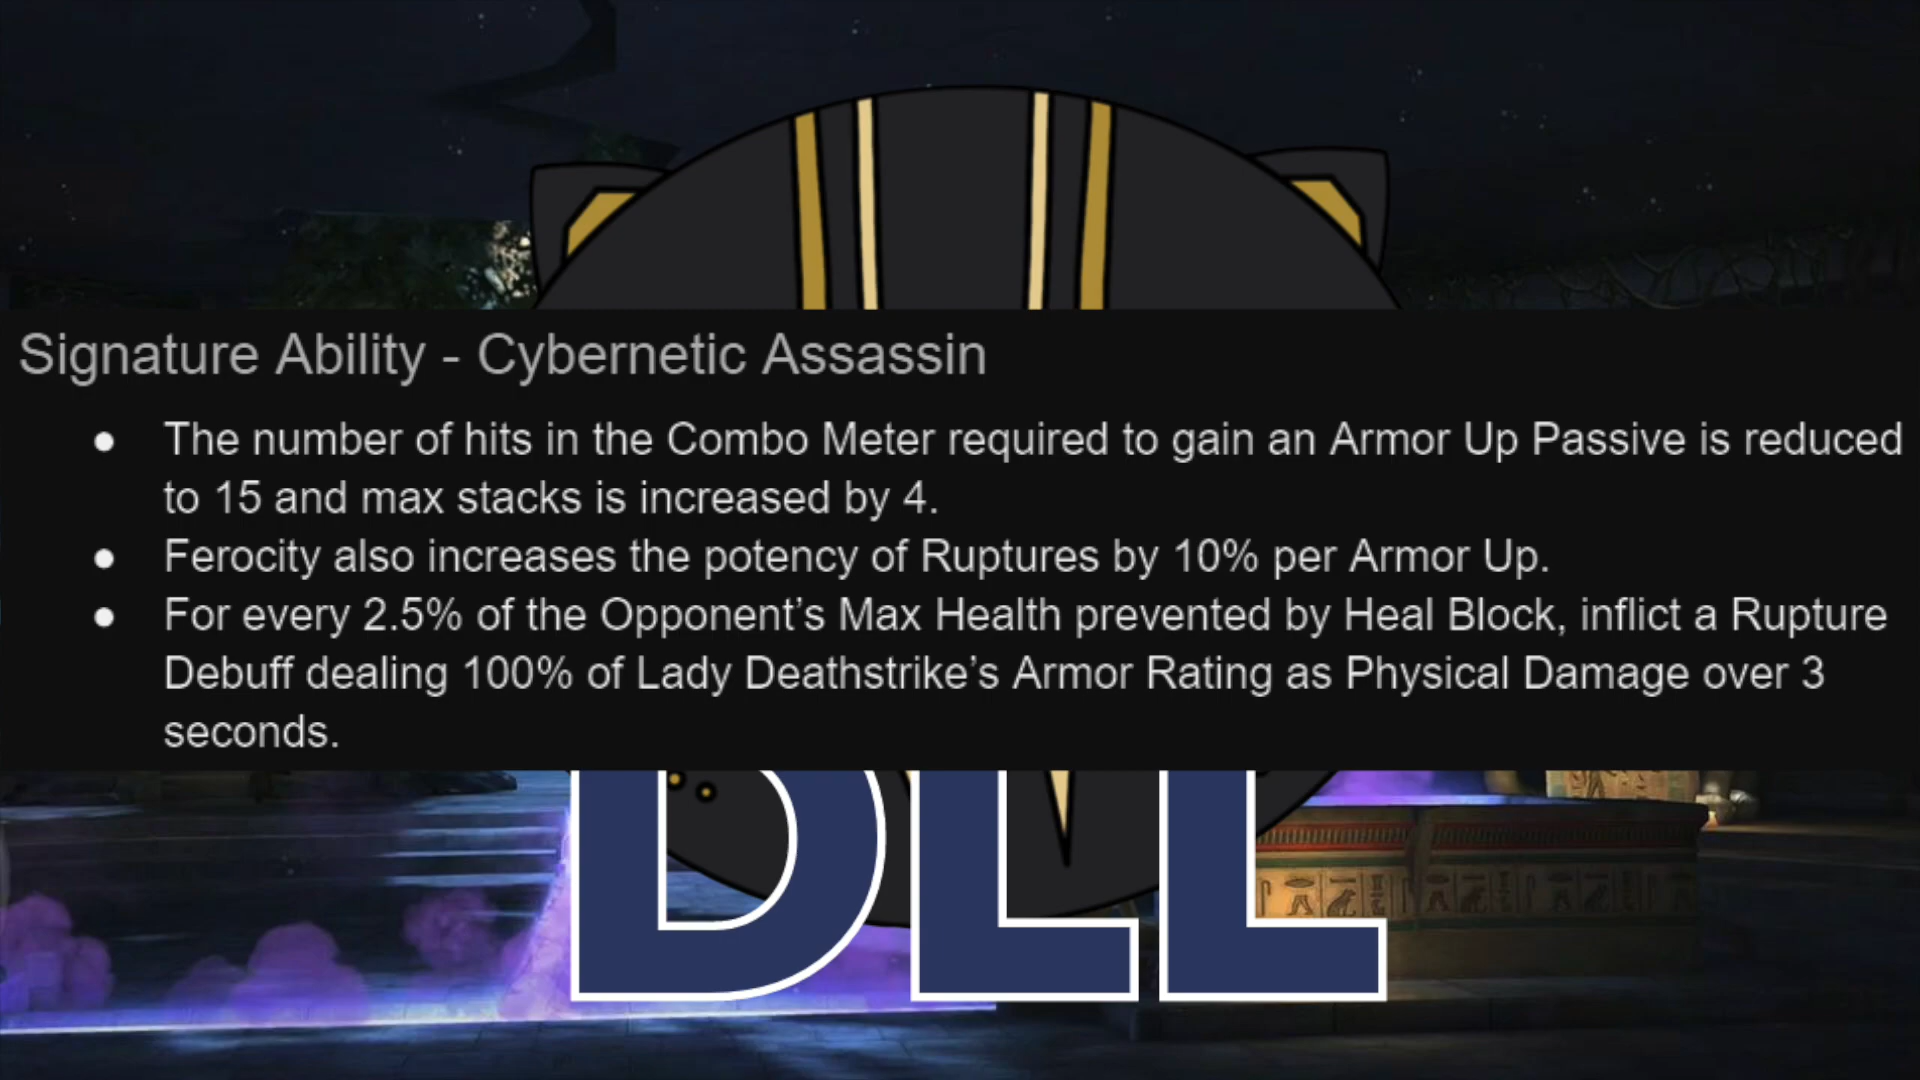 Signature Ability - Cybernetic Assassin
● The number of hits in the Combo Meter required to gain an Armor Up Passive is reduced
to 15 and max stacks is increased by 4.
● Ferocity also increases the potency of Ruptures by 10% per Armor Up.
● For every 2.5% of the Opponent’s Max Health prevented by Heal Block, inflict a Rupture
Debuff dealing 100% of Lady Deathstrike’s Armor Rating as Physical Damage over 3
seconds.
DLL